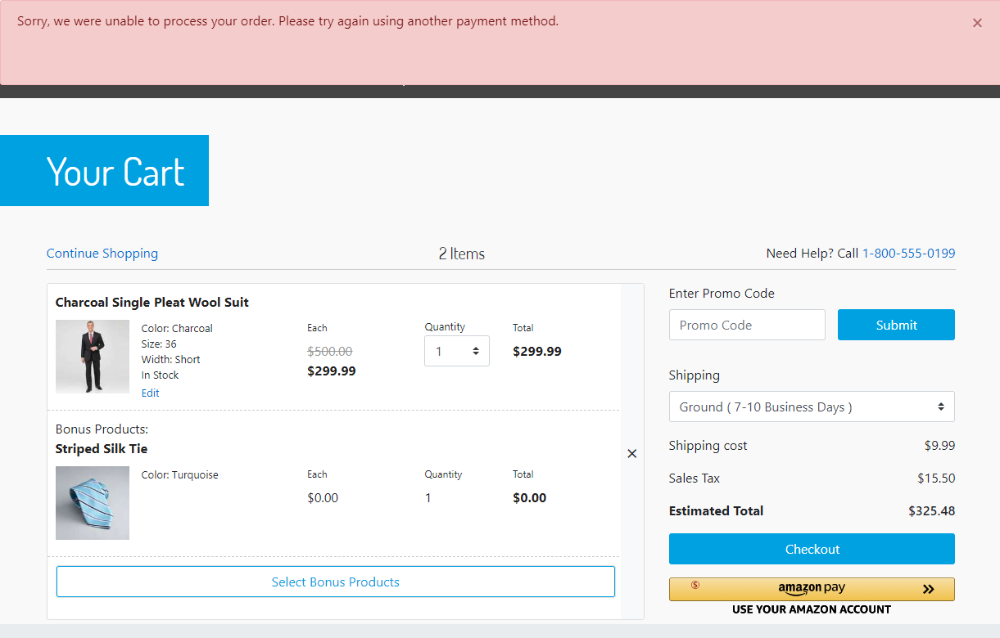 Sorry, we were unable to process your order. Please try again using another payment method.
×
Your Cart
Continue Shopping
2 Items
Need Help? Call 1-800-555-0199
Charcoal Single Pleat Wool Suit
Color: Charcoal
Size: 36
Width: Short
In Stock
Edit
Each
$500.00
$299.99
Quantity
1
Total
$299.99
Bonus Products:
Striped Silk Tie
Color: Turquoise
Each
$0.00
Quantity
1
Total
$0.00
×
Select Bonus Products
Enter Promo Code
Promo Code
Submit
Shipping
Ground ( 7-10 Business Days )
Shipping cost $9.99
Sales Tax $15.50
Estimated Total $325.48
Checkout
S
amazon pay
USE YOUR AMAZON ACCOUNT